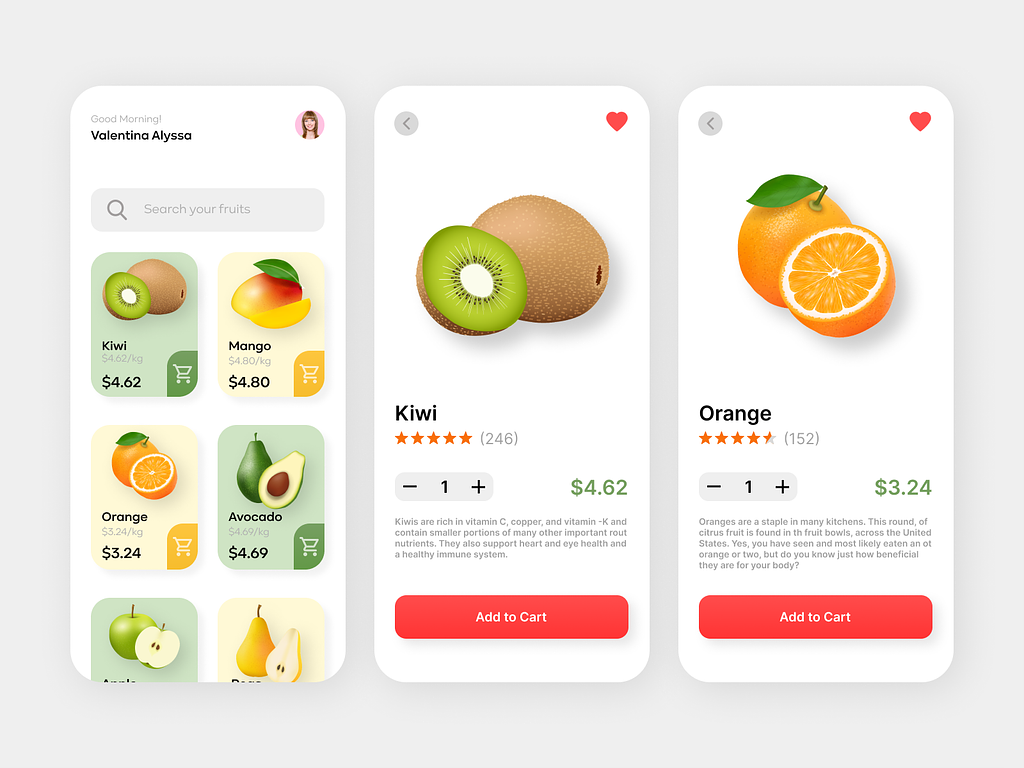 Good Morning!
Valentina Alyssa
Search your fruits
Kiwi
$4.62/kg
$4.62
Mango
$4.80/kg
$4.80
Orange
$3.24/kg
$3.24
Avocado
$4.69/kg
$4.69
Kiwi
(246)
1
$4.62
Kiwis are rich in vitamin C, copper, and vitamin -K and
contain smaller portions of many other important rout
nutrients. They also support heart and eye health and
a healthy immune system.
Add to Cart
Orange
(152)
1
$3.24
Oranges are a staple in many kitchens. This round, of
citrus fruit is found in th fruit bowls, across the United
States. Yes, you have seen and most likely eaten an ot
orange or two, but do you know just how beneficial
they are for your body?
Add to Cart